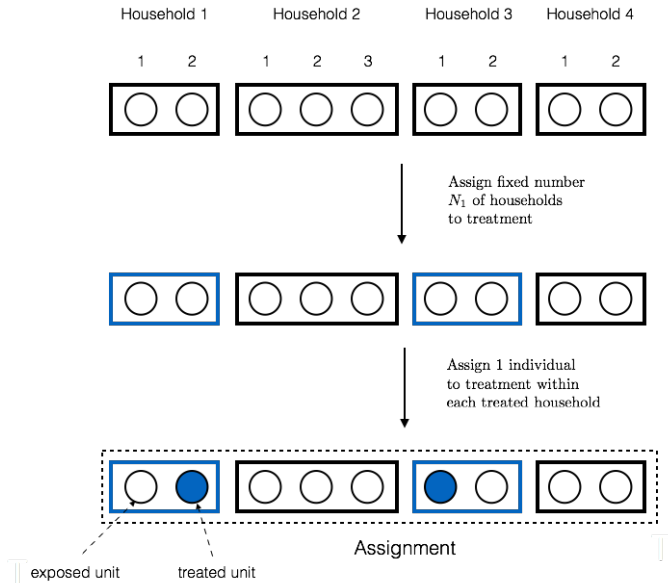 Household 1 Household 2 Household 3 Household 4
1 2 1 2 3 1 2 1 2
Assign fixed number
N₁ of households
to treatment
Assign 1 individual
to treatment within
each treated household
Assignment
exposed unit treated unit